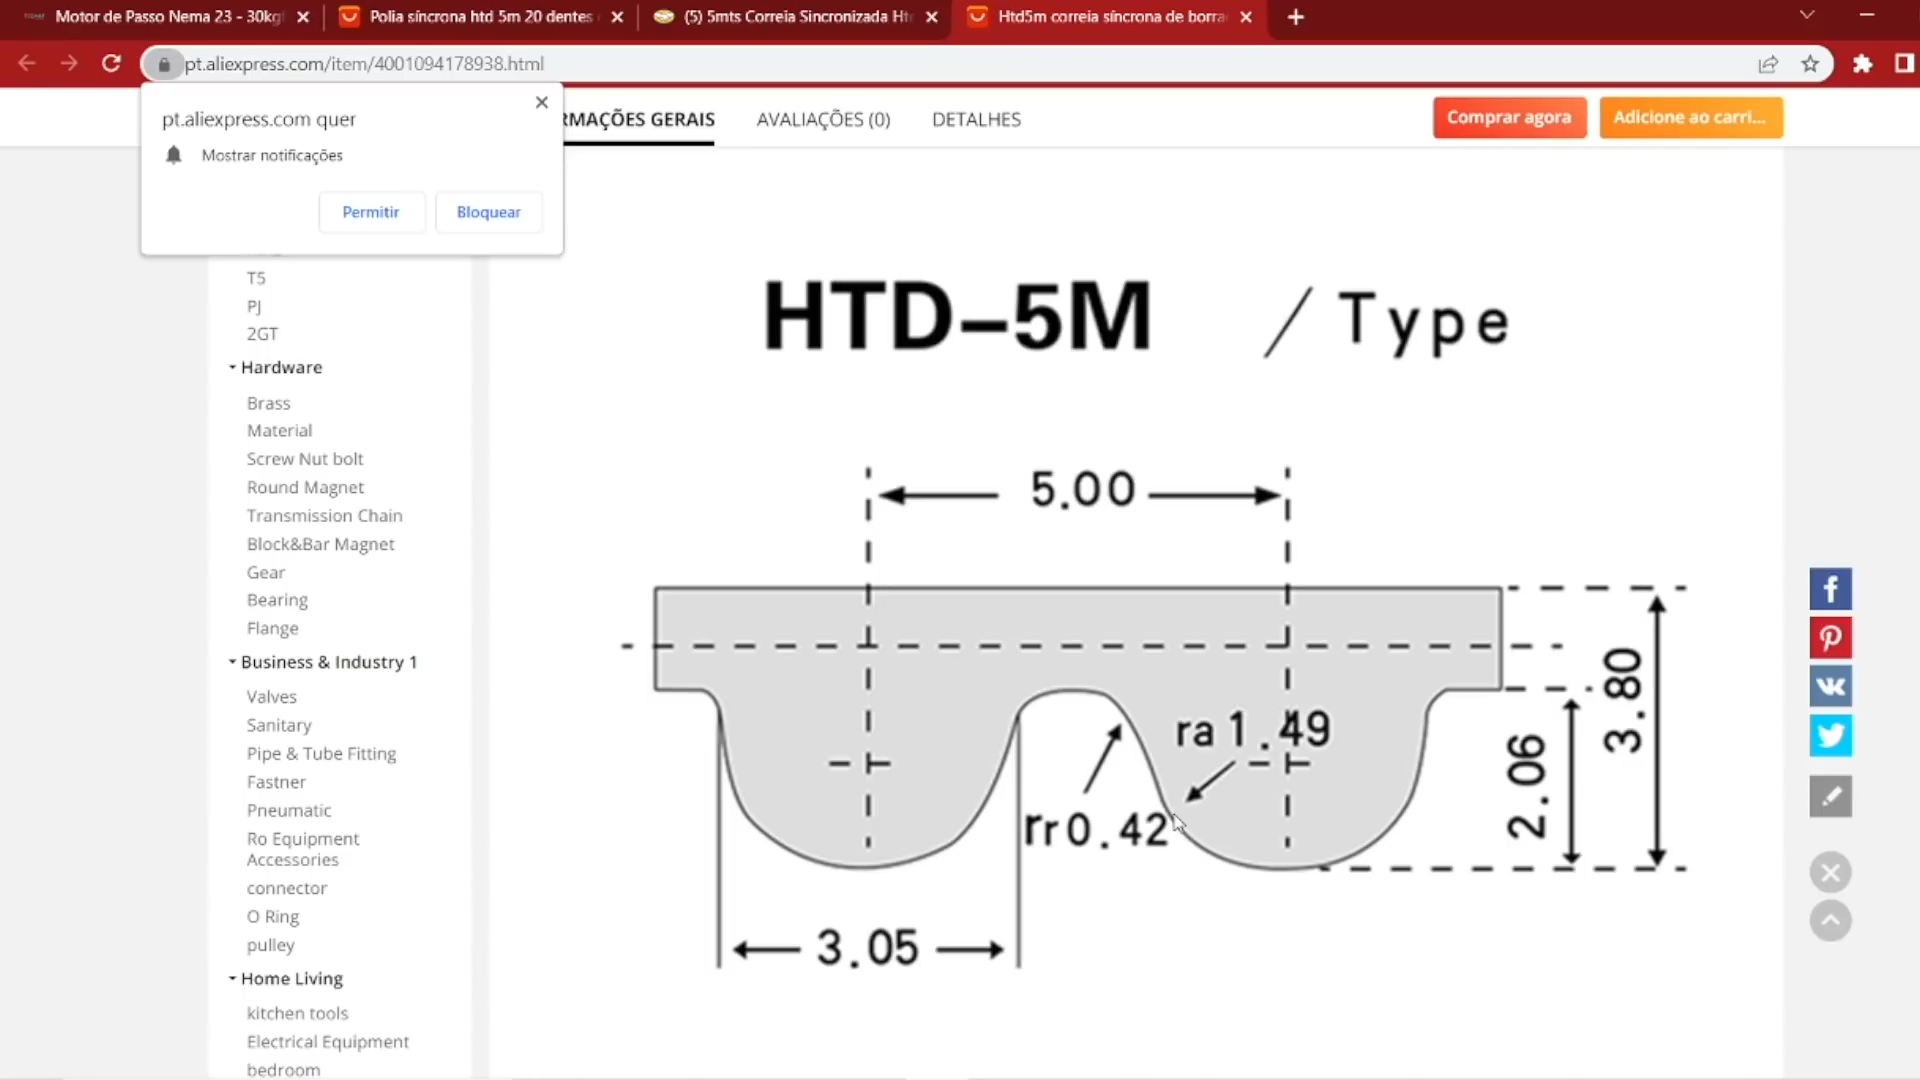 Motor de Passo Nema 23 - 30kgf
Polia síncrona htd 5m 20 dentes
(5) 5mts Correia Sincronizada Ht
Htd5m correia síncrona de borra
pt.aliexpress.com/item/4001094178938.html
pt.aliexpress.com quer
Mostrar notificações
Permitir
Bloquear
RMAÇÕES GERAIS
AVALIAÇÕES (0)
DETALHES
Comprar agora
Adicione ao carri...
T5
PJ
2GT
Hardware
Brass
Material
Screw Nut bolt
Round Magnet
Transmission Chain
Block&Bar Magnet
Gear
Bearing
Flange
Business & Industry 1
Valves
Sanitary
Pipe & Tube Fitting
Fastner
Pneumatic
Ro Equipment
Accessories
connector
O Ring
pulley
Home Living
kitchen tools
Electrical Equipment
bedroom
HTD-5M / Type
5.00
ra 1.49
rr 0.42
3.05
2.06
3.80